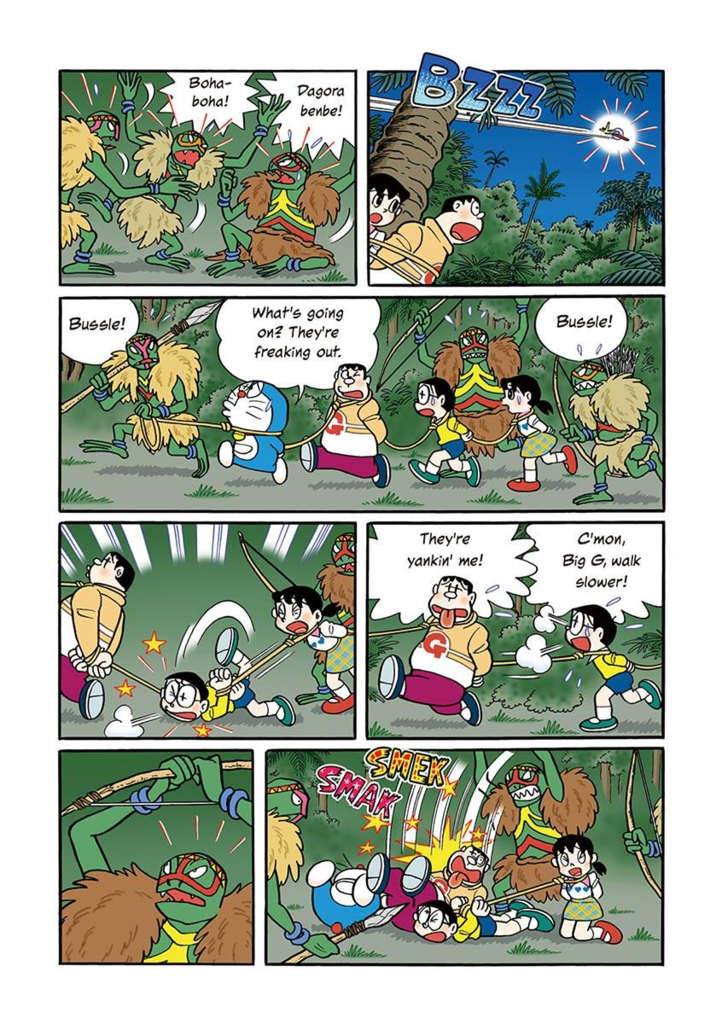 Boha-
boha!
Dagora
benbe!
BZZZ
G
Bussle!
What's going
on? They're
freaking out.
G
Bussle!
They're
yankin' me!
C'mon,
Big G, walk
slower!
G
SMEK
SMAK